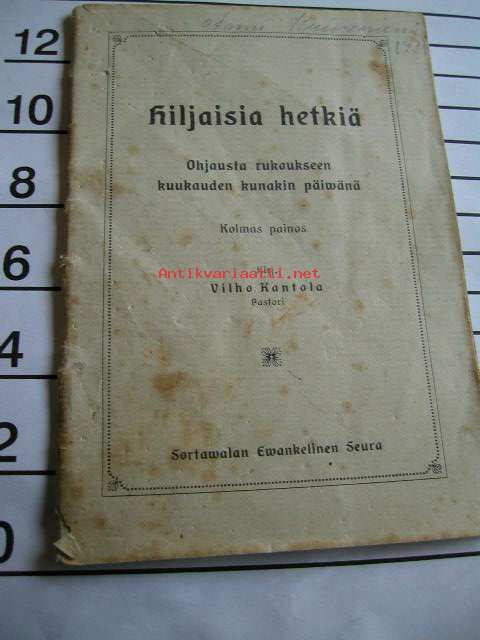 Hiljaisia hetkiä
Ohjausta rukoukseen
kuukauden kunakin päiwänä
Kolmas painos
Kirj.
Antikvariaatti.net
Vilho Kantola
Pastori
Sortawalan Ewankelinen Seura
12
10
8
6
4
2
0